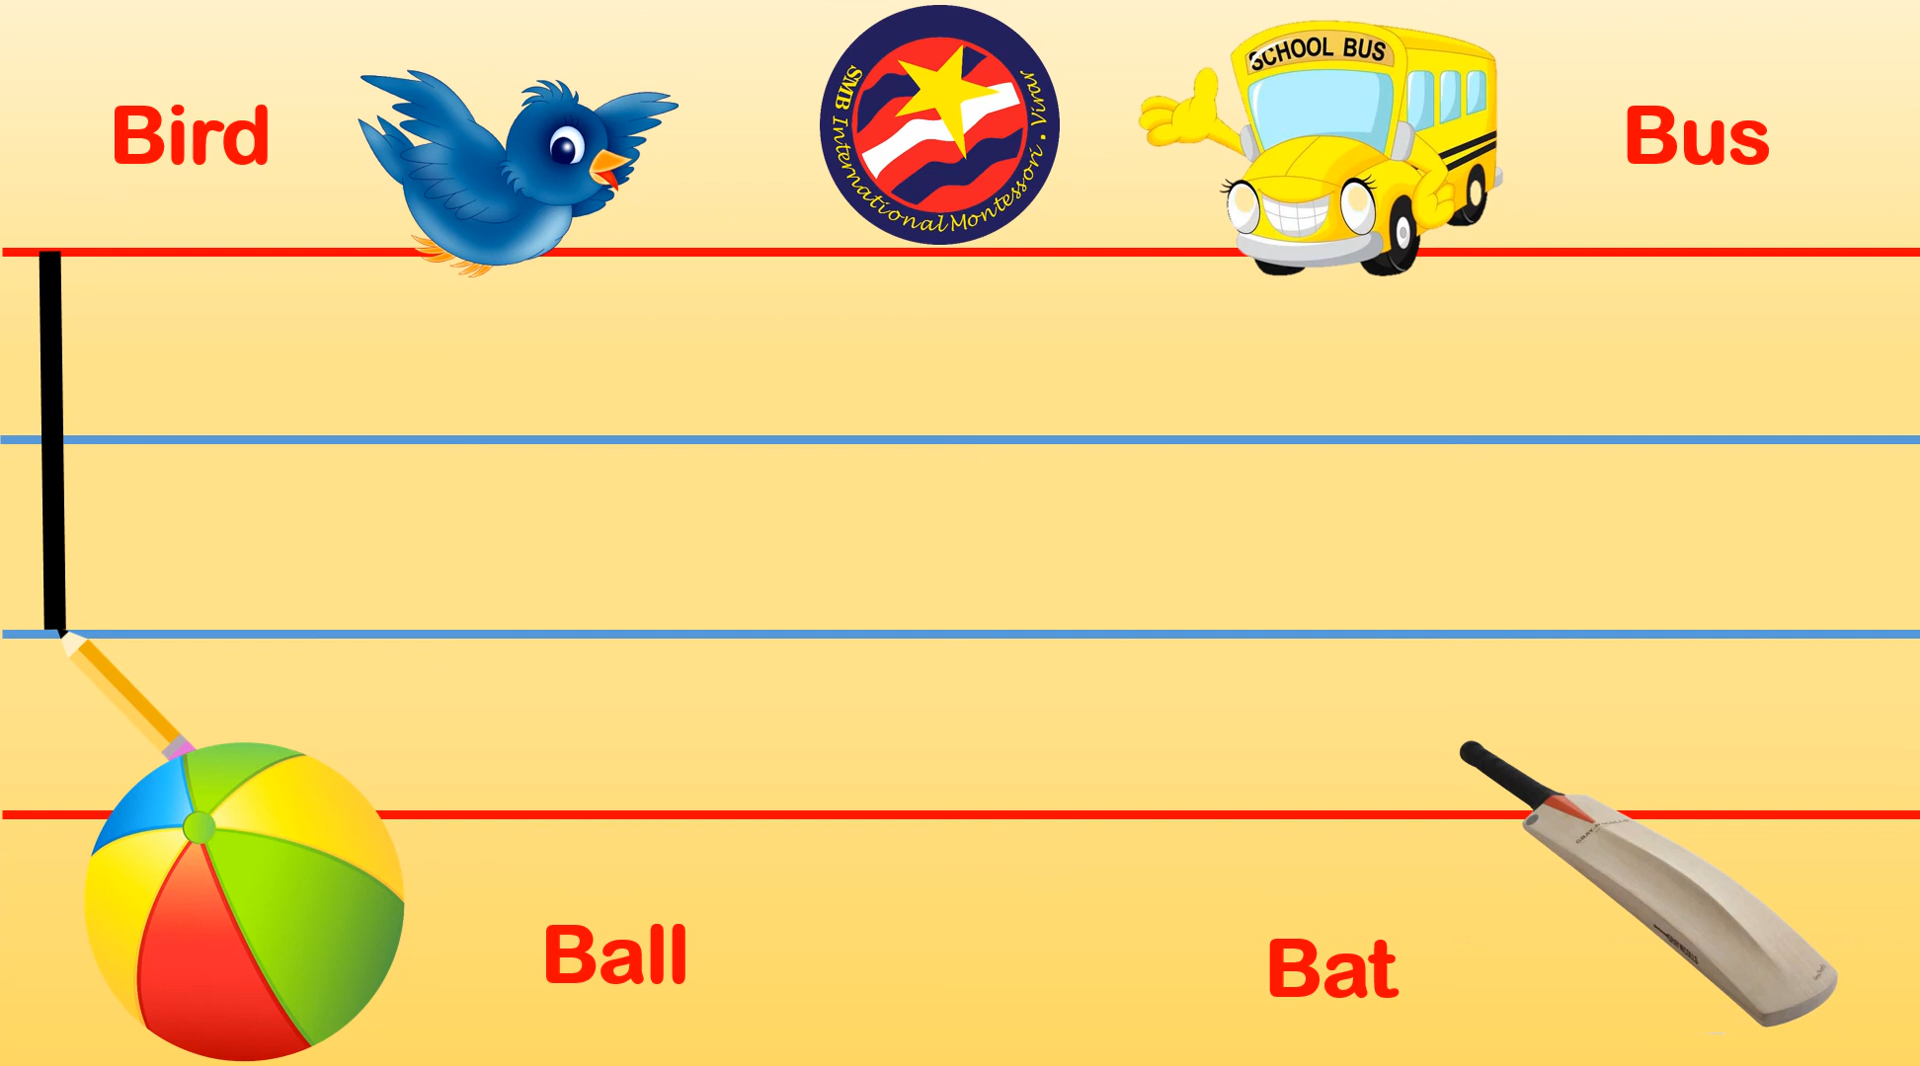 Bird
SMB International Montessori . Virar
SCHOOL BUS
Bus
Ball
Bat